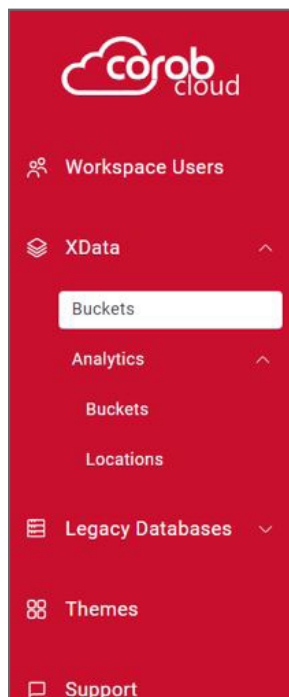 corob
cloud
Workspace Users
XData
Buckets
Analytics
Buckets
Locations
Legacy Databases
Themes
Support